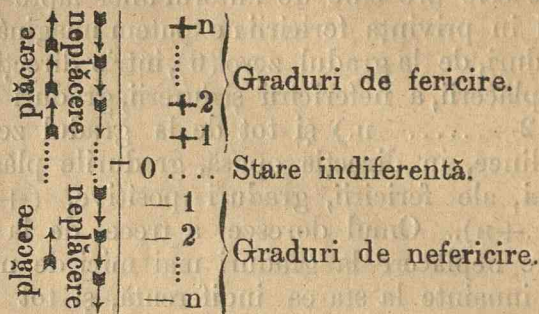 plăcere
neplăcere
+n
+2
+1
Graduri de fericire.
0 .... Stare indiferentă.
plăcere
neplăcere
— 1
— 2
— n
Graduri de nefericire.